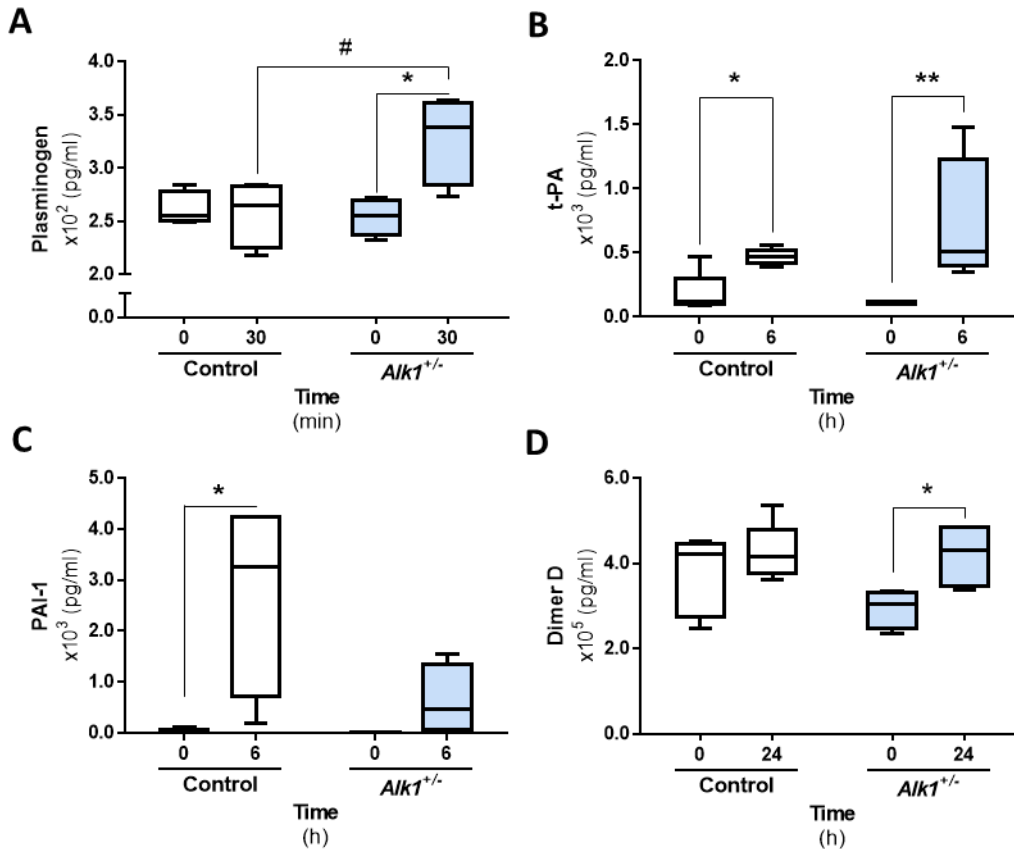 A
Plasminogen
x10² (pg/ml)
4.0
3.5
3.0
2.5
2.0
0.0
#
*
0
30
0
30
Control
Alk1⁺/⁻
Time
(min)
B
t-PA
x10³ (pg/ml)
2.0
1.5
1.0
0.5
0.0
*
**
0
6
0
6
Control
Alk1⁺/⁻
Time
(h)
C
PAI-1
x10³ (pg/ml)
5.0
4.0
3.0
2.0
1.0
0.0
*
0
6
0
6
Control
Alk1⁺/⁻
Time
(h)
D
Dimer D
x10⁵ (pg/ml)
6.0
4.0
2.0
0.0
*
0
24
0
24
Control
Alk1⁺/⁻
Time
(h)